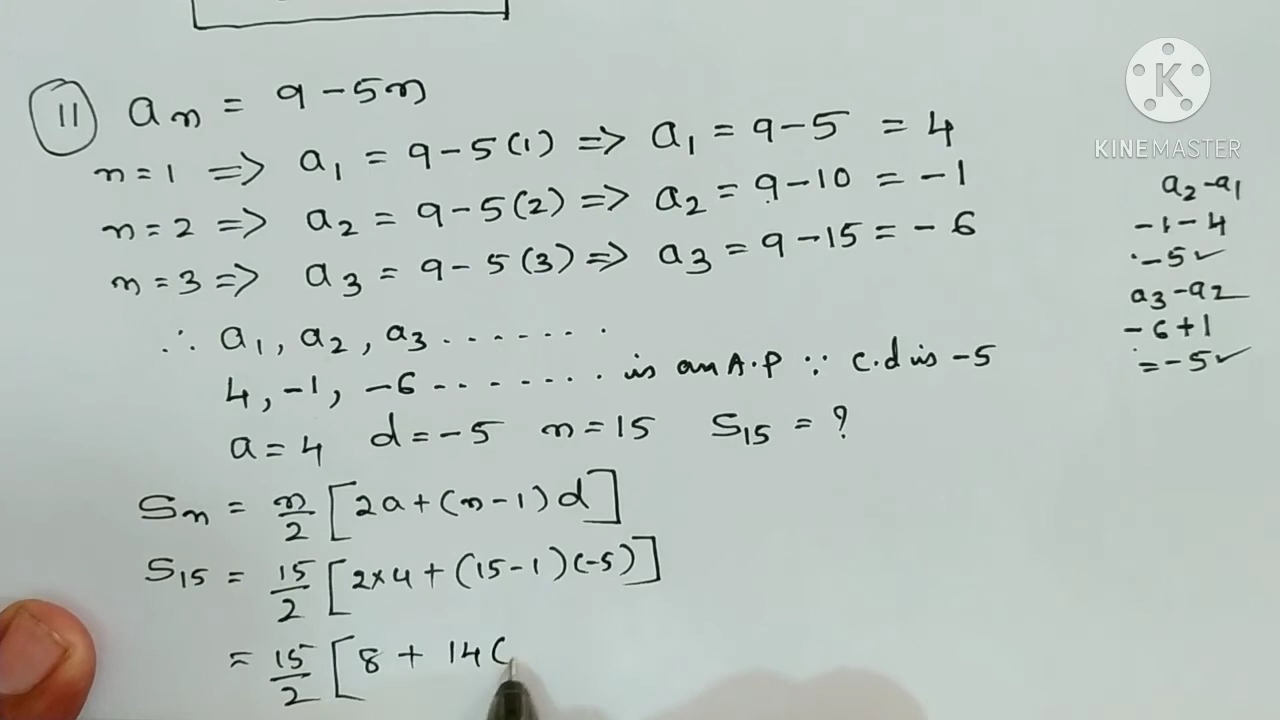 (11) aₙ = 9 - 5n
n = 1 => a₁ = 9 - 5(1) => a₁ = 9 - 5 = 4
n = 2 => a₂ = 9 - 5(2) => a₂ = 9 - 10 = -1
n = 3 => a₃ = 9 - 5(3) => a₃ = 9 - 15 = -6
∴ a₁, a₂, a₃ .......
4, -1, -6 ....... is an A.P ∵ c.d is -5
a = 4 d = -5 n = 15 S₁₅ = ?
Sₙ = n/2 [2a + (n - 1)d]
S₁₅ = 15/2 [2×4 + (15 - 1)(-5)]
= 15/2 [8 + 14(
K
KINEMASTER
a₂ - a₁
-1 - 4
-5 ✓
a₃ - a₂
-6 + 1
= -5 ✓